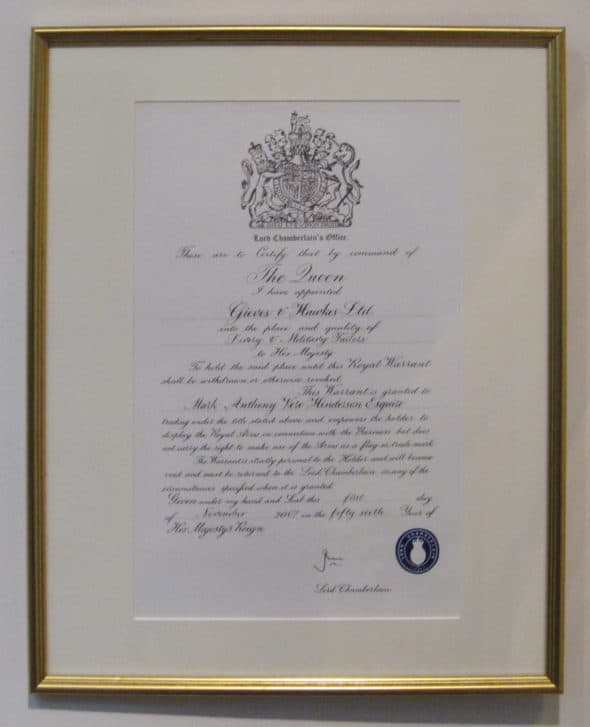 Lord Chamberlain's Office.
These are to Certify that by command of
The Queen
I have appointed
Gieves & Hawkes Ltd
into the place and quality of
Livery & Military Tailors
to Her Majesty
To hold the said place until this Royal Warrant
shall be withdrawn or otherwise revoked.
This Warrant is granted to
Mark Anthony Vere Henderson Esquire
trading under the title stated above and empowers the holder to
display the Royal Arms in connection with the Business but does
not carry the right to make use of the Arms as a flag or trade mark.
The Warrant is strictly personal to the Holder and will become
void and must be returned to the Lord Chamberlain in any of the
circumstances specified when it is granted.
Given under my hand and Seal this first day
of November 2007 in the fifty sixth Year of
Her Majesty's Reign
Lord Chamberlain